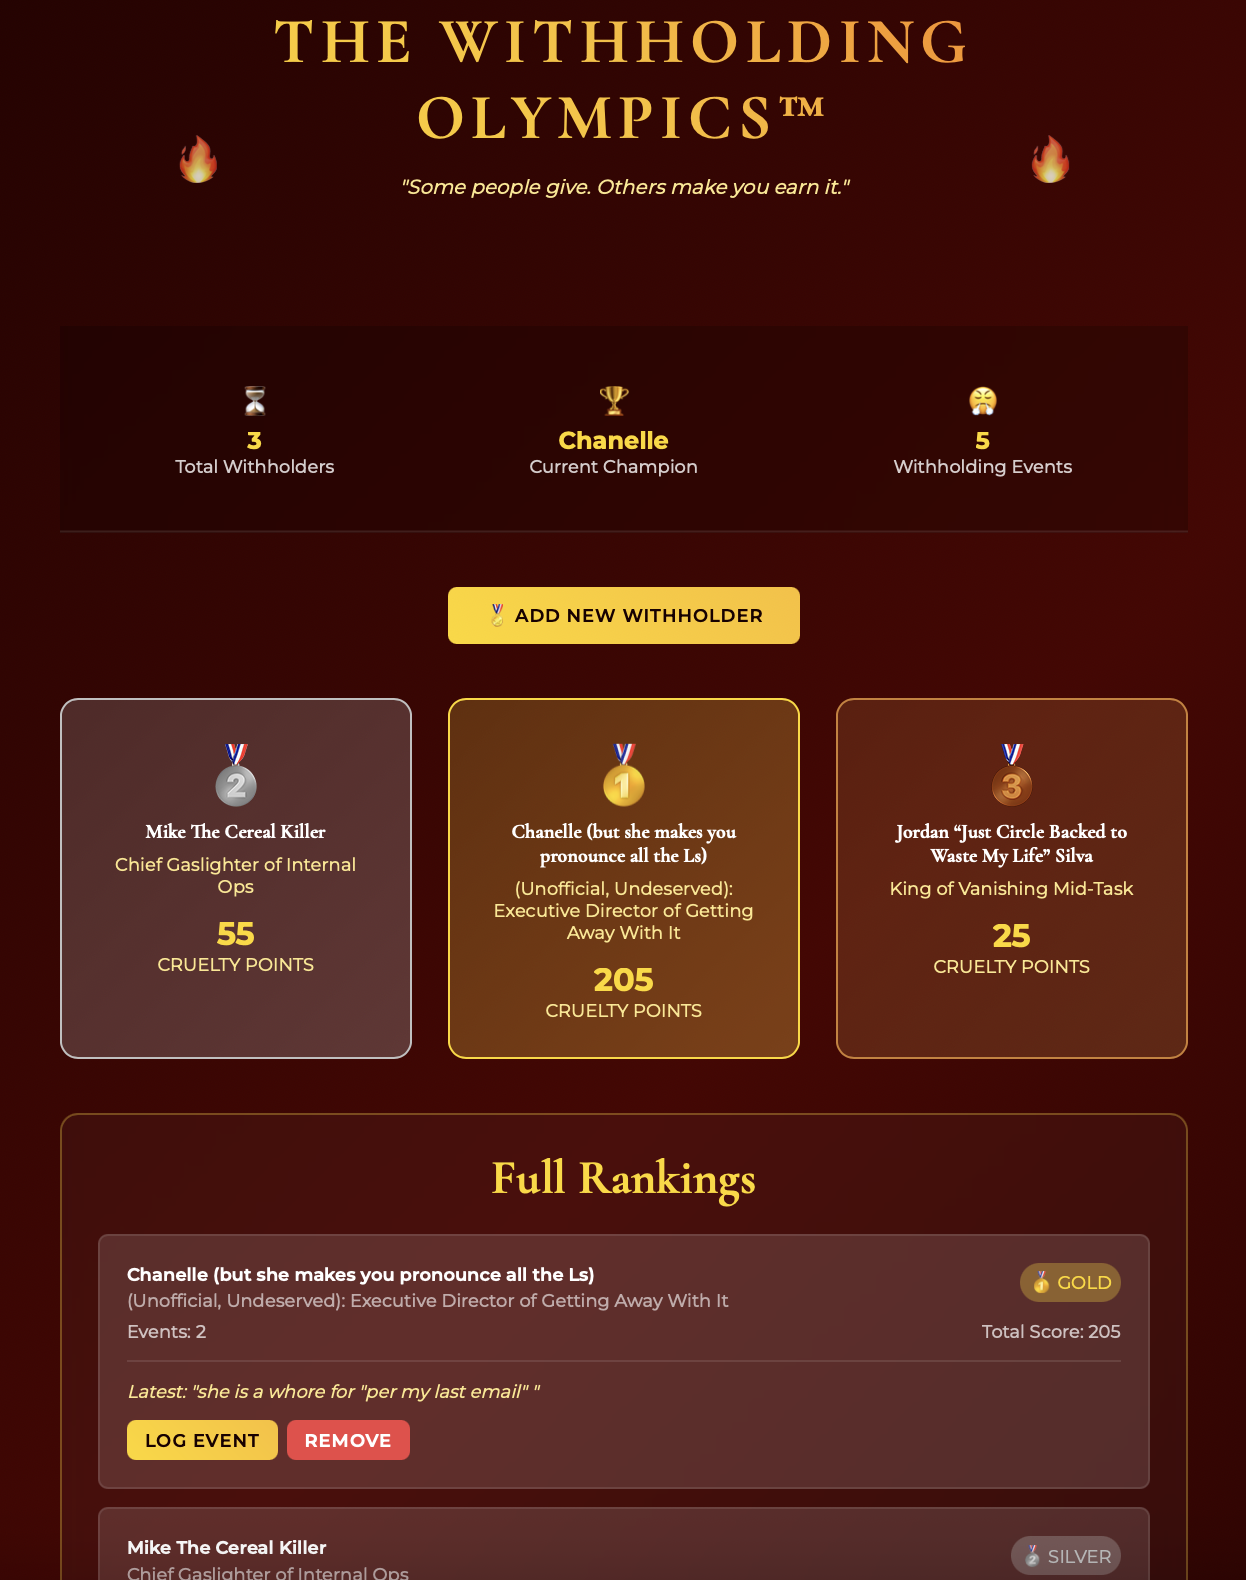 THE WITHHOLDING
OLYMPICS™
"Some people give. Others make you earn it."
3
Total Withholders
Chanelle
Current Champion
5
Withholding Events
ADD NEW WITHHOLDER
2
Mike The Cereal Killer
Chief Gaslighter of Internal
Ops
55
CRUELTY POINTS
1
Chanelle (but she makes you
pronounce all the Ls)
(Unofficial, Undeserved):
Executive Director of Getting
Away With It
205
CRUELTY POINTS
3
Jordan “Just Circle Backed to
Waste My Life” Silva
King of Vanishing Mid-Task
25
CRUELTY POINTS
Full Rankings
Chanelle (but she makes you pronounce all the Ls)
GOLD
(Unofficial, Undeserved): Executive Director of Getting Away With It
Events: 2
Total Score: 205
Latest: "she is a whore for "per my last email" "
LOG EVENT
REMOVE
Mike The Cereal Killer
SILVER
Chief Gaslighter of Internal Ops